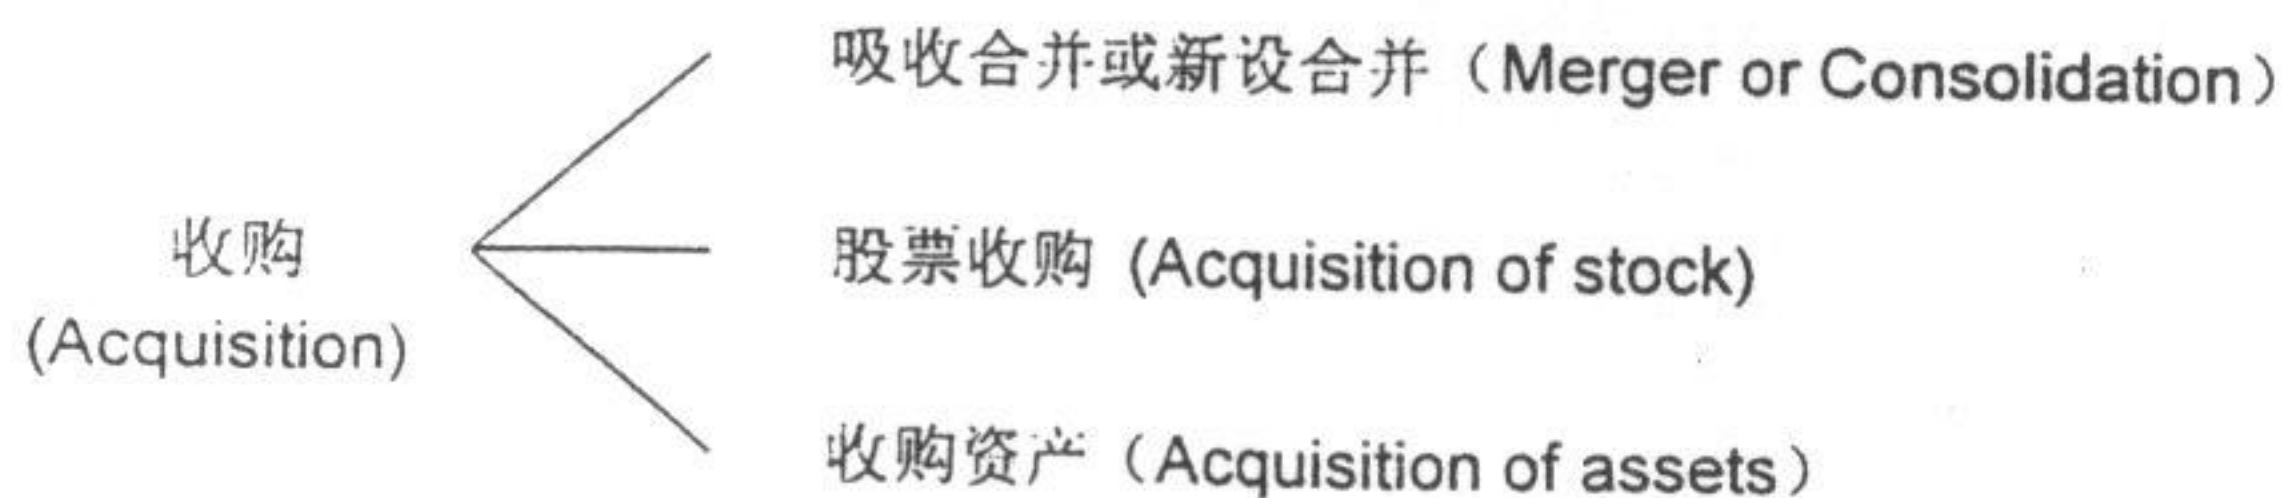 吸收合并或新设合并（Merger or Consolidation）
收购
(Acquisition)
股票收购 (Acquisition of stock)
收购资产（Acquisition of assets）